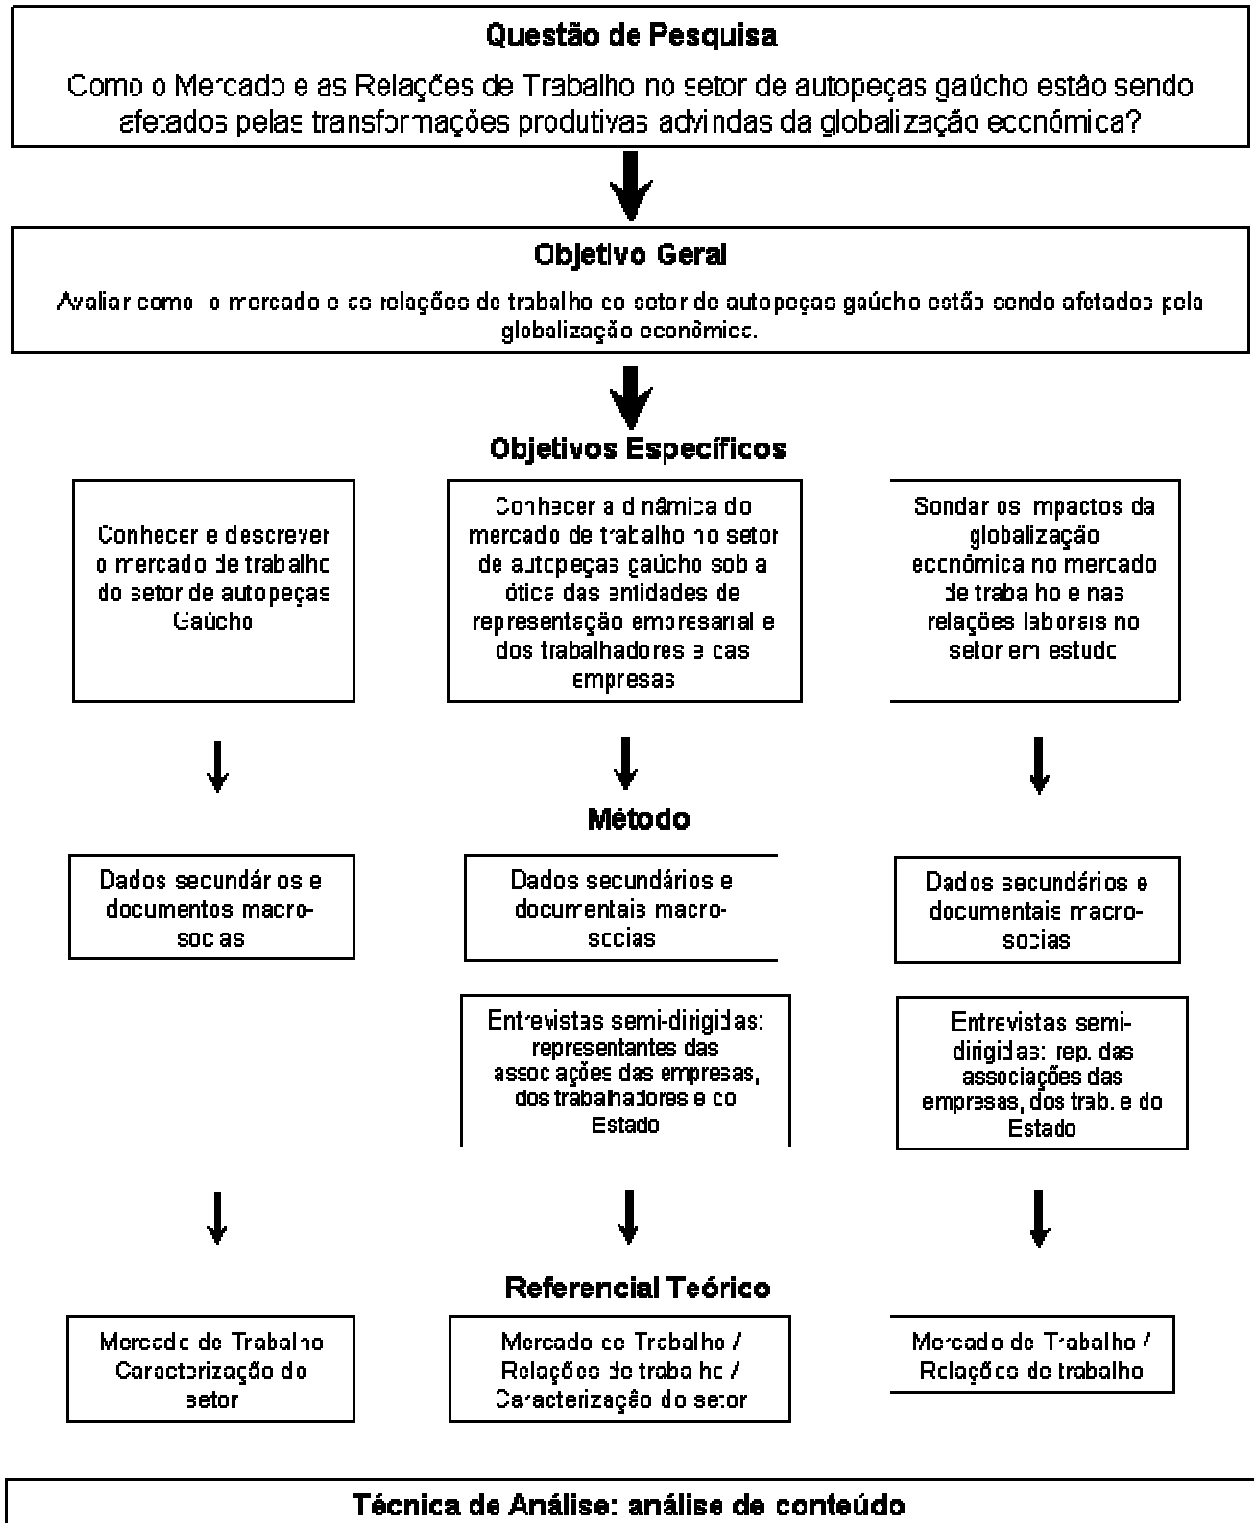 Questão de Pesquisa
Como o Mercado e as Relações de Trabalho no setor de autopeças gaúcho estão sendo
afetados pelas transformações produtivas advindas da globalização econômica?
Objetivo Geral
Avaliar como o mercado e as relações de trabalho do setor de autopeças gaúcho estão sendo afetados pela
globalização econômica.
Objetivos Específicos
Conhecer e descrever
o mercado de trabalho
do setor de autopeças
Gaúcho
Conhecer a dinâmica do
mercado de trabalho no setor
de autopeças gaúcho sob a
ótica das entidades de
representação empresarial e
dos trabalhadores e das
empresas
Sondar os impactos da
globalização
econômica no mercado
de trabalho e nas
relações laborais no
setor em estudo
Método
Dados secundários e
documentos macro-
socias
Dados secundários e
documentais macro-
socias
Dados secundários e
documentais macro-
socias
Entrevistas semi-dirigidas:
representantes das
associações das empresas,
dos trabalhadores e do
Estado
Entrevistas semi-
dirigidas: rep. das
associações das
empresas, dos trab. e do
Estado
Referencial Teórico
Mercado de Trabalho
Caracterização do
setor
Mercado de Trabalho /
Relações de trabalho /
Caracterização do setor
Mercado de Trabalho /
Relações de trabalho
Técnica de Análise: análise de conteúdo